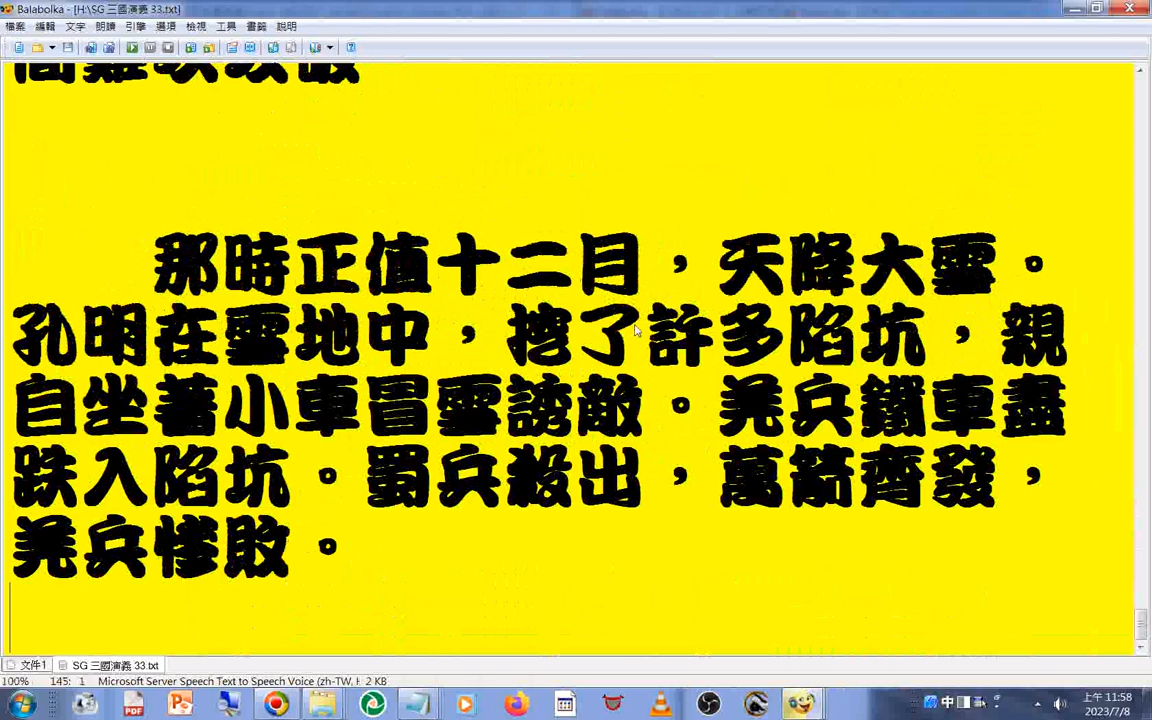 Balabolka - [H:\SG 三國演義 33.txt]
檔案 編輯 文字 朗讀 引擎 選項 檢視 工具 書籤 說明
那時正值十二月，天降大雪。
孔明在雪地中，挖了許多陷坑，親
自坐著小車冒雪誘敵。羌兵鐵車盡
跌入陷坑。蜀兵殺出，萬箭齊發，
羌兵慘敗。
文件1 SG 三國演義 33.txt
100% 145: 1 Microsoft Server Speech Text to Speech Voice (zh-TW, H 2 KB
中
上午 11:58
2023/7/8